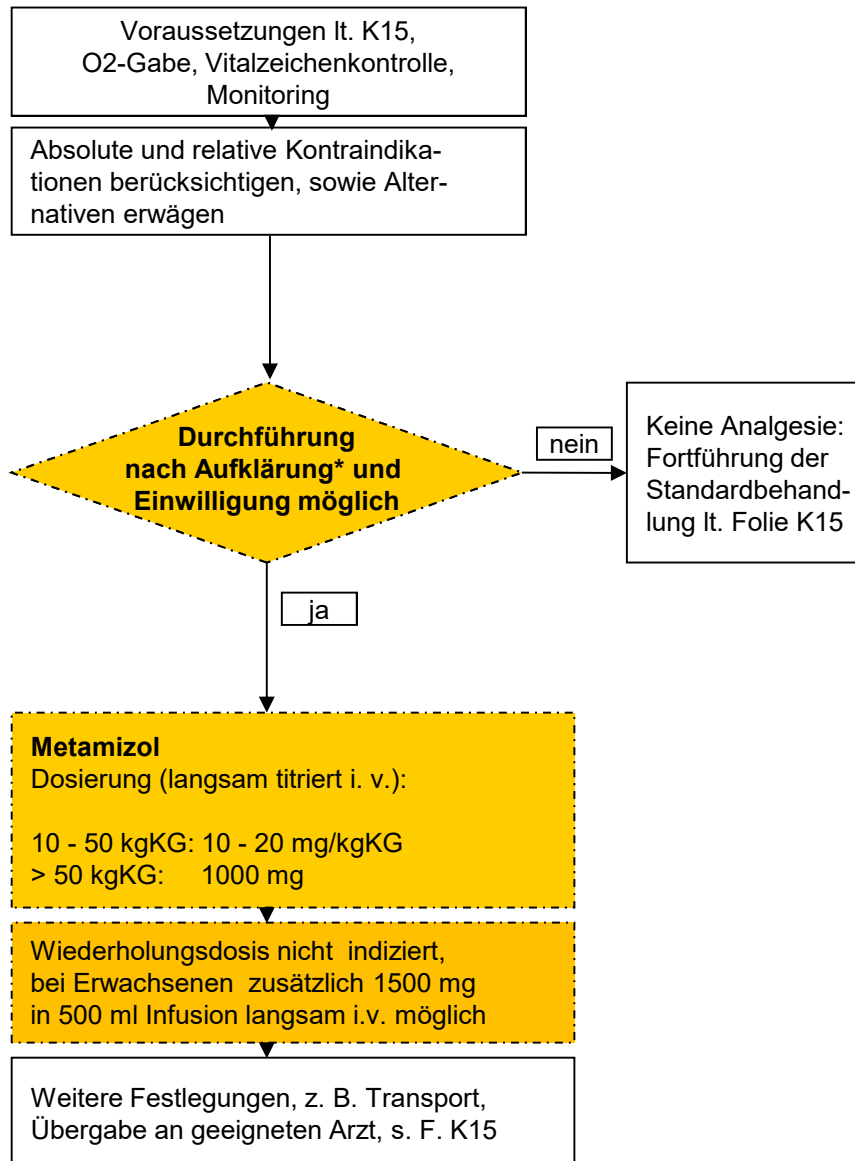 Voraussetzungen lt. K15,
O2-Gabe, Vitalzeichenkontrolle,
Monitoring
Absolute und relative Kontraindika-
tionen berücksichtigen, sowie Alter-
nativen erwägen
Durchführung
nach Aufklärung* und
Einwilligung möglich
nein
Keine Analgesie:
Fortführung der
Standardbehand-
lung lt. Folie K15
ja
Metamizol
Dosierung (langsam titriert i. v.):
10 - 50 kgKG: 10 - 20 mg/kgKG
> 50 kgKG: 1000 mg
Wiederholungsdosis nicht indiziert,
bei Erwachsenen zusätzlich 1500 mg
in 500 ml Infusion langsam i.v. möglich
Weitere Festlegungen, z. B. Transport,
Übergabe an geeigneten Arzt, s. F. K15